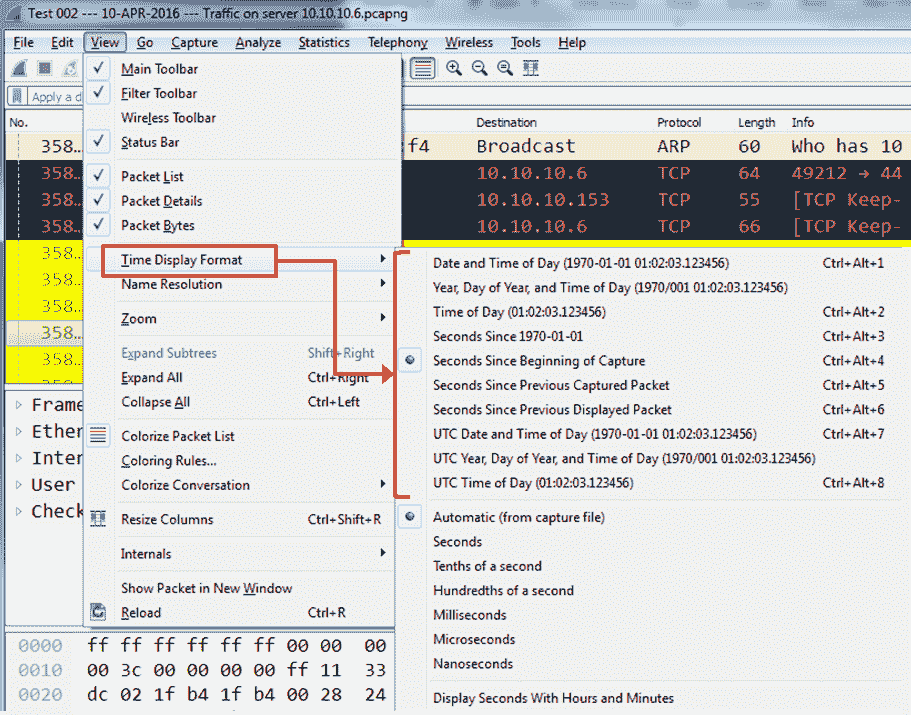 Test 002 --- 10-APR-2016 --- Traffic on server 10.10.10.6.pcapng
File Edit View Go Capture Analyze Statistics Telephony Wireless Tools Help
Apply a d
No. Destination Protocol Length Info
358... f4 Broadcast ARP 60 Who has 10
358... 10.10.10.6 TCP 64 49212 → 44
358... 10.10.10.153 TCP 55 [TCP Keep-
358... 10.10.10.6 TCP 66 [TCP Keep-
358...
358...
358...
358...
358...
358...
Main Toolbar
Filter Toolbar
Wireless Toolbar
Status Bar
Packet List
Packet Details
Packet Bytes
Time Display Format
Name Resolution
Zoom
Expand Subtrees Shift+Right
Expand All Ctrl+Right
Collapse All Ctrl+Left
Colorize Packet List
Coloring Rules...
Colorize Conversation
Resize Columns Ctrl+Shift+R
Internals
Show Packet in New Window
Reload Ctrl+R
Date and Time of Day (1970-01-01 01:02:03.123456) Ctrl+Alt+1
Year, Day of Year, and Time of Day (1970/001 01:02:03.123456)
Time of Day (01:02:03.123456) Ctrl+Alt+2
Seconds Since 1970-01-01 Ctrl+Alt+3
Seconds Since Beginning of Capture Ctrl+Alt+4
Seconds Since Previous Captured Packet Ctrl+Alt+5
Seconds Since Previous Displayed Packet Ctrl+Alt+6
UTC Date and Time of Day (1970-01-01 01:02:03.123456) Ctrl+Alt+7
UTC Year, Day of Year, and Time of Day (1970/001 01:02:03.123456)
UTC Time of Day (01:02:03.123456) Ctrl+Alt+8
Automatic (from capture file)
Seconds
Tenths of a second
Hundredths of a second
Milliseconds
Microseconds
Nanoseconds
Display Seconds With Hours and Minutes
Frame
Ether
Inter
User
Check
0000 ff ff ff ff ff ff 00 00 00
0010 00 3c 00 00 00 00 ff 11 33
0020 dc 02 1f b4 1f b4 00 28 24